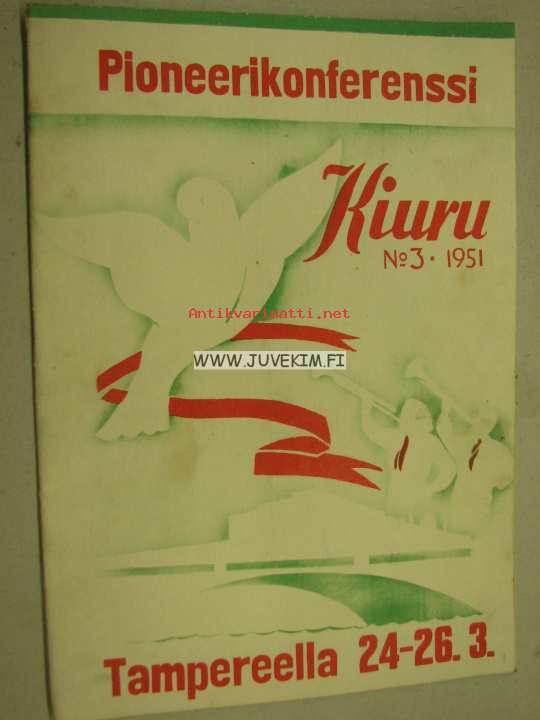 Pioneerikonferenssi
Kiuru
No3 · 1951
Antikvariaatti.net
WWW.JUVEKIM.FI
Tampereella 24-26. 3.